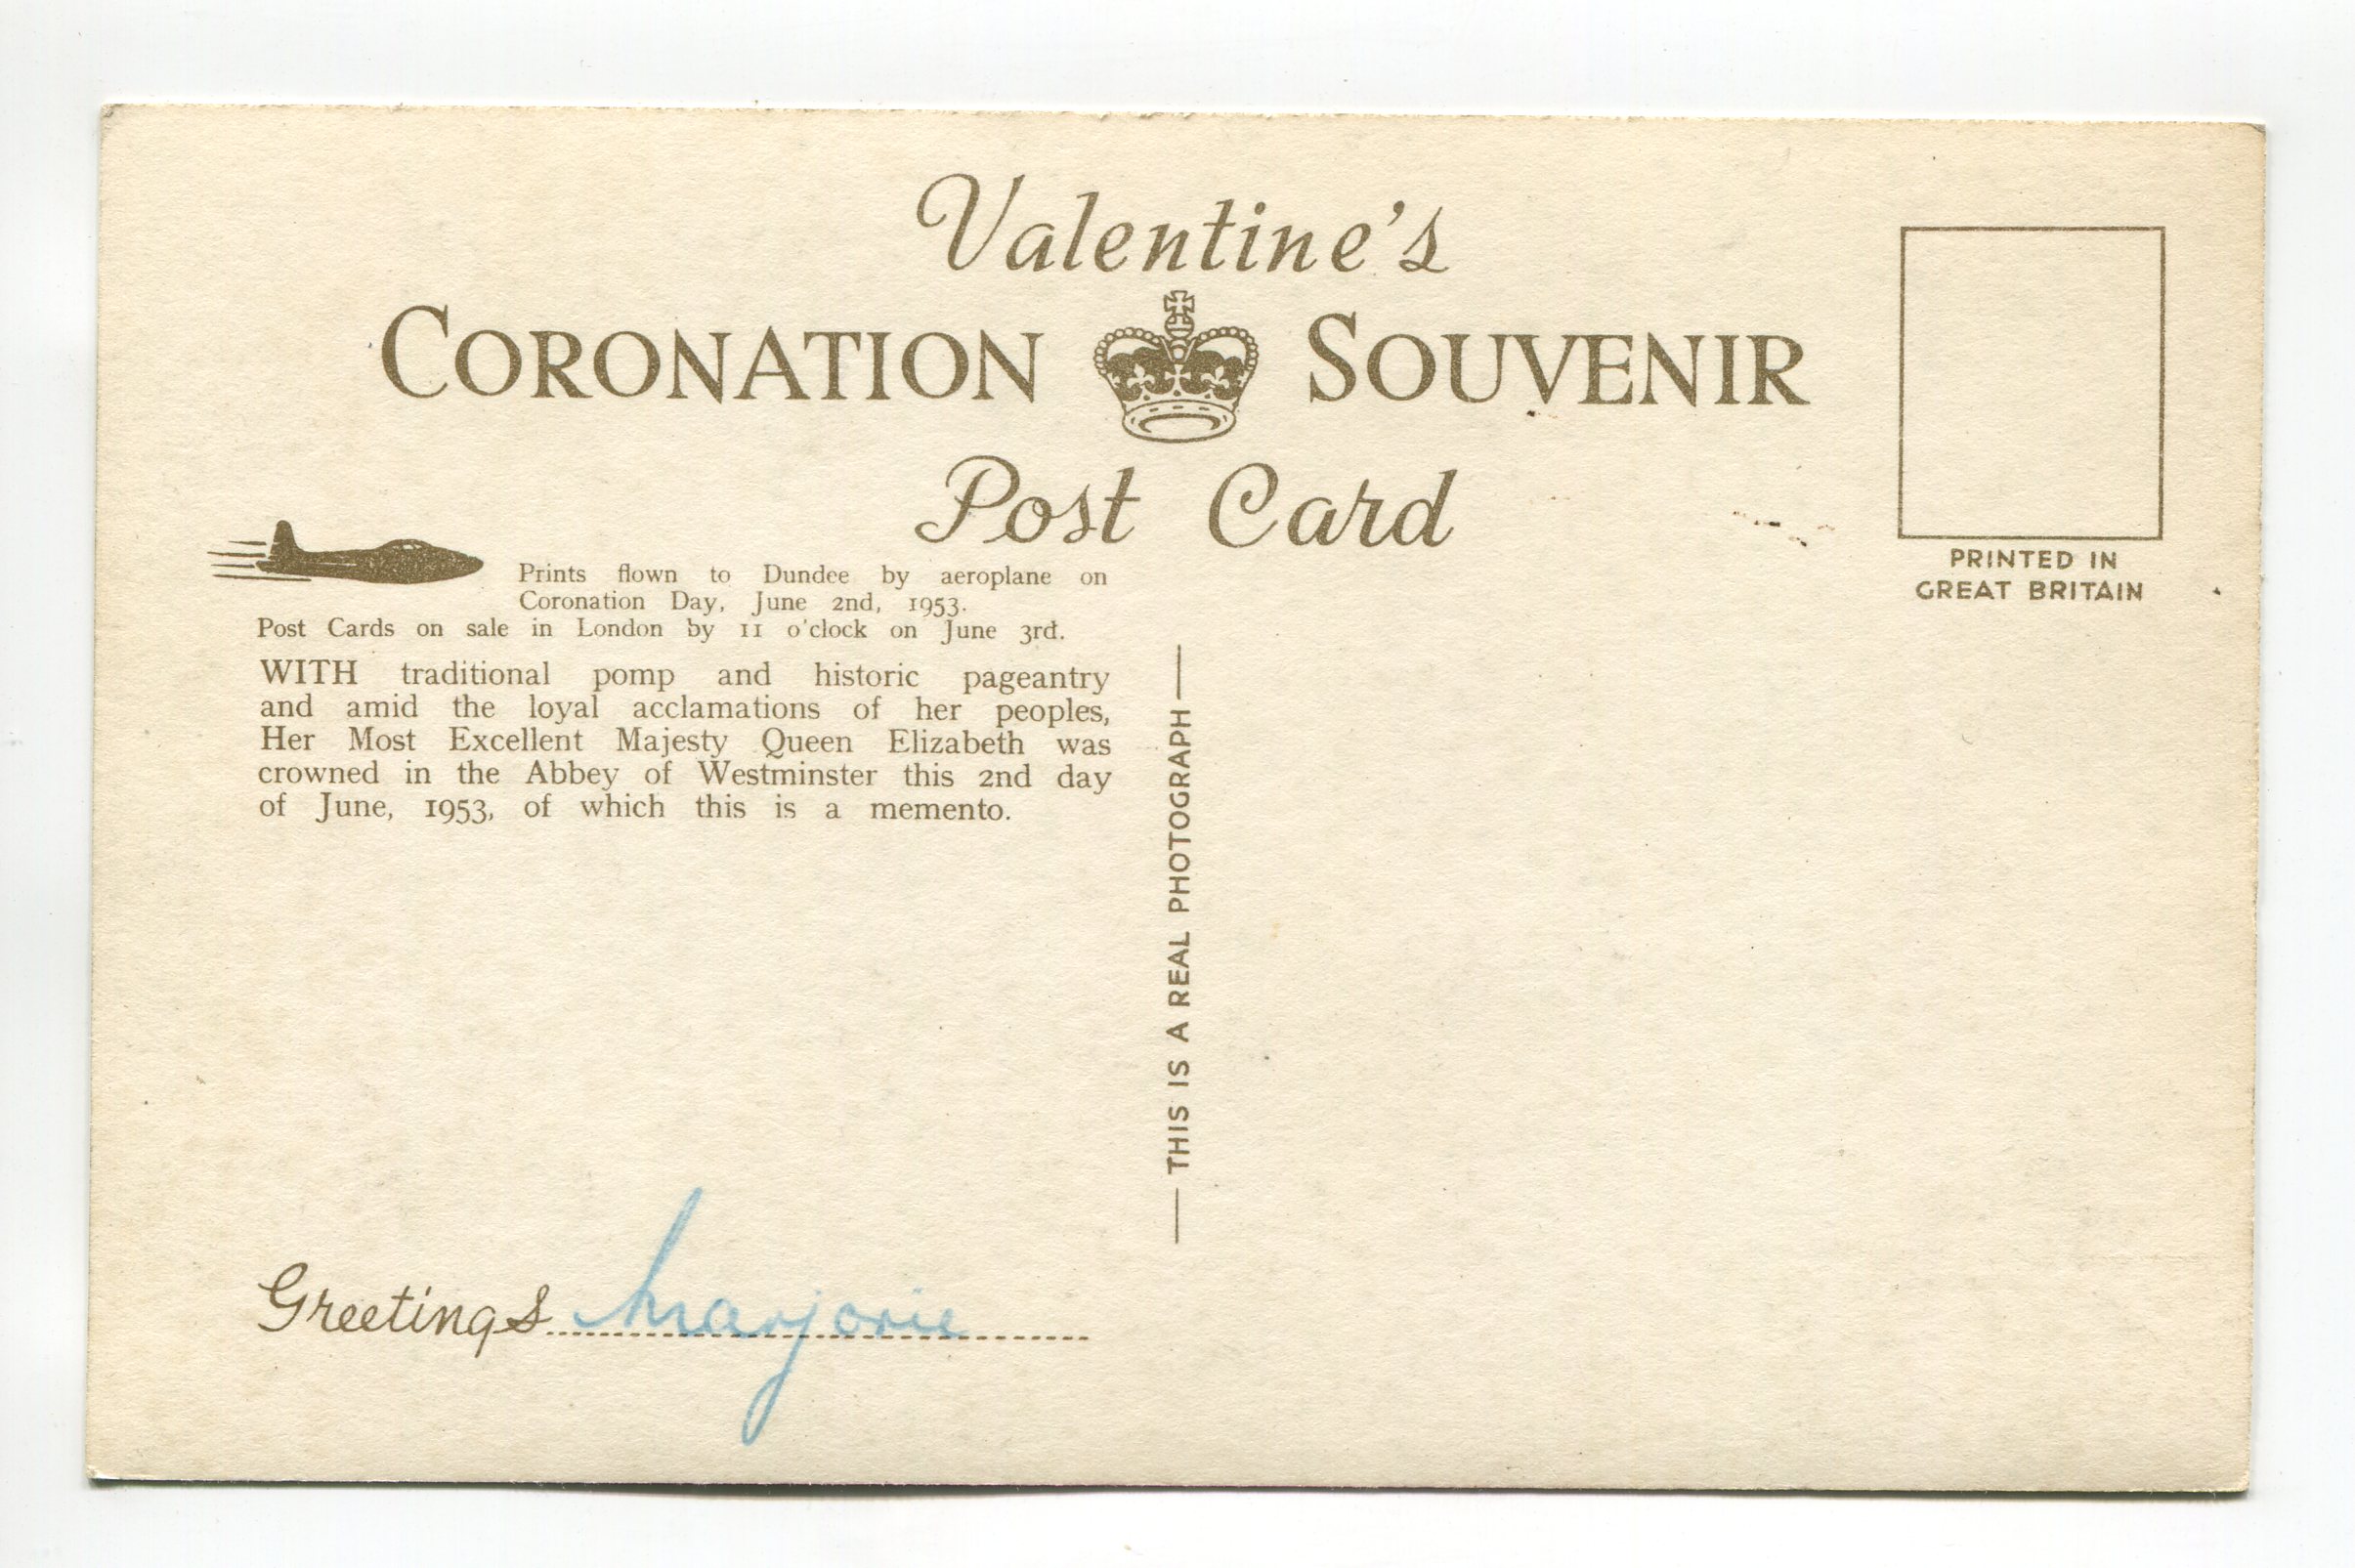 Valentine's
CORONATION SOUVENIR
Post Card
PRINTED IN
GREAT BRITAIN
Prints flown to Dundee by aeroplane on
Coronation Day, June 2nd, 1953.
Post Cards on sale in London by 11 o'clock on June 3rd.
WITH traditional pomp and historic pageantry
and amid the loyal acclamations of her peoples,
Her Most Excellent Majesty Queen Elizabeth was
crowned in the Abbey of Westminster this 2nd day
of June, 1953, of which this is a memento.
THIS IS A REAL PHOTOGRAPH
Greetings Marjorie